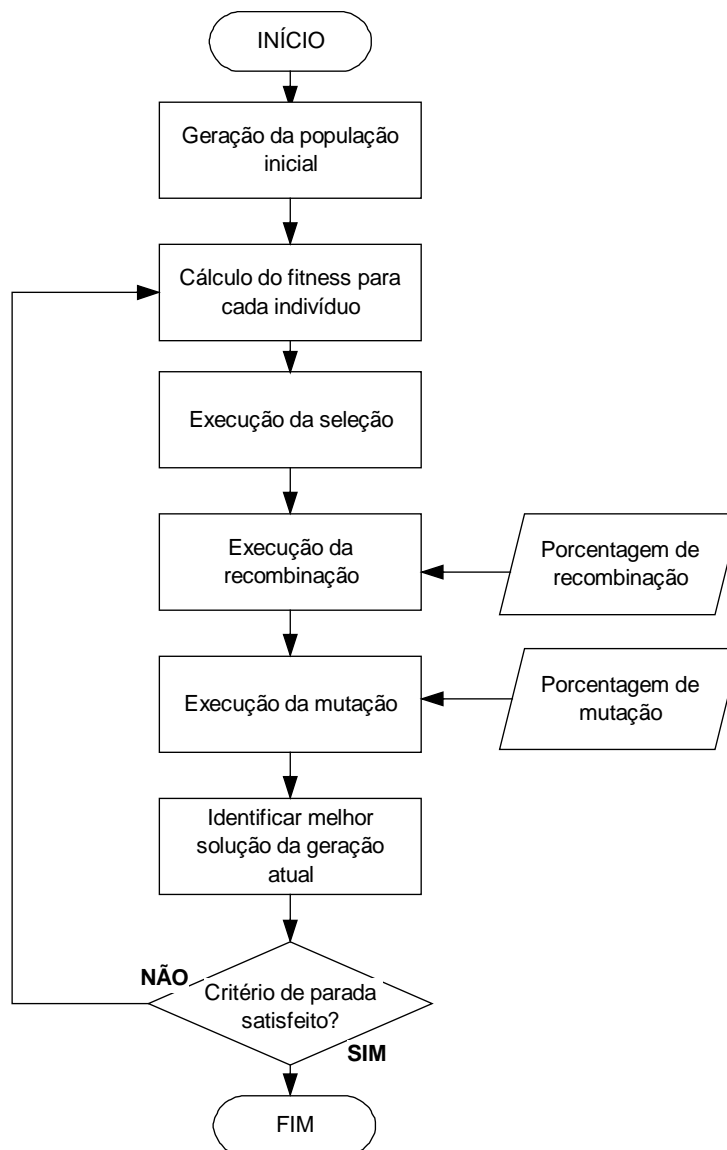 INÍCIO
Geração da população
inicial
Cálculo do fitness para
cada indivíduo
Execução da seleção
Execução da
recombinação
Porcentagem de
recombinação
Execução da mutação
Porcentagem de
mutação
Identificar melhor
solução da geração
atual
NÃO
Critério de parada
satisfeito?
SIM
FIM